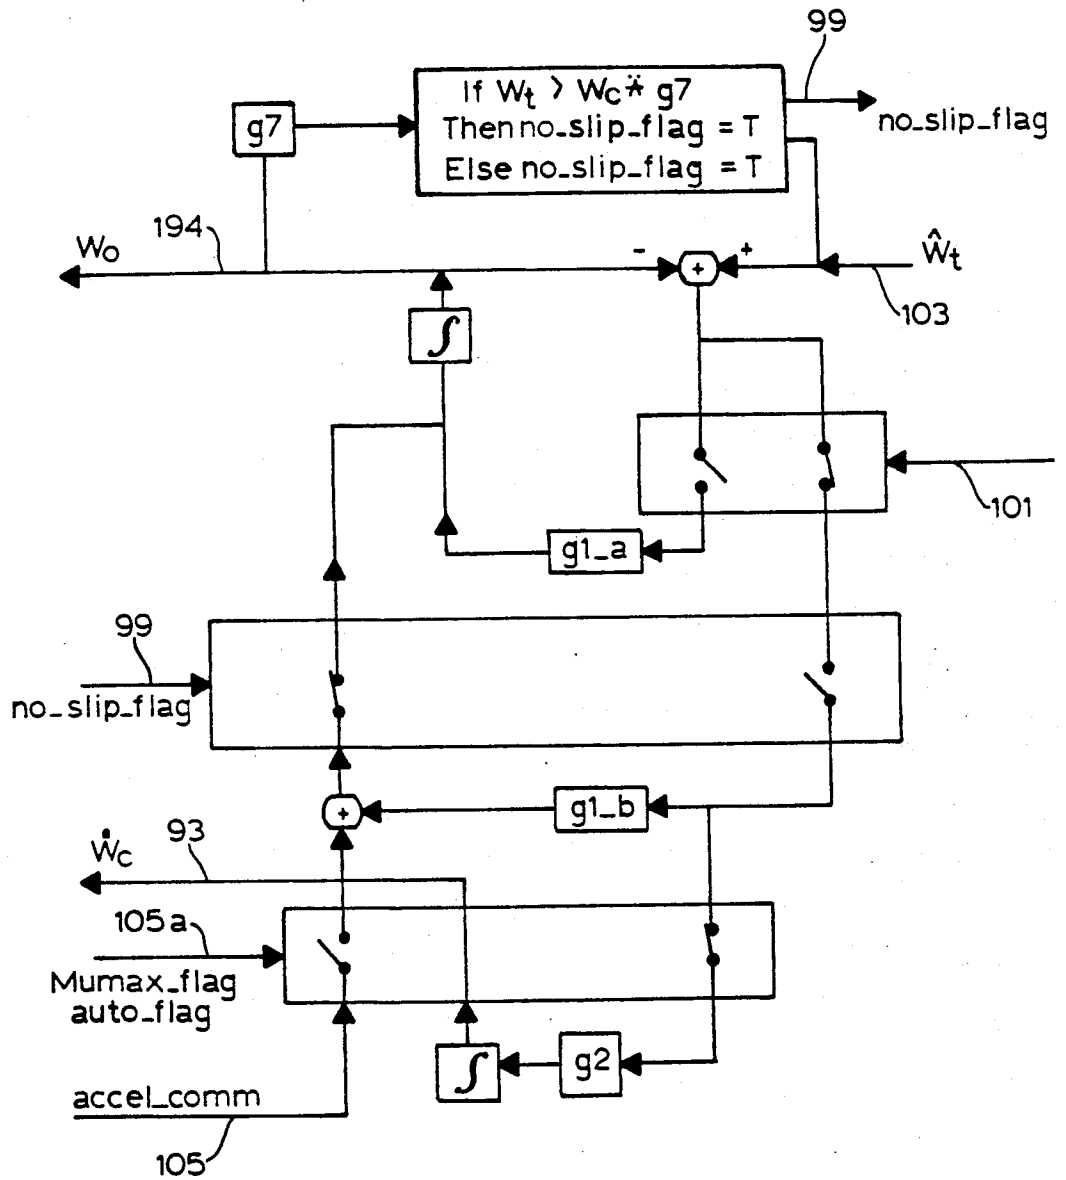 99
If Wt > Wc * g7
g7
no_slip_flag
Then no_slip_flag = T
Else no_slip_flag = T
194
Wo
-
+
+
Ŵt
103
∫
101
g1_a
99
no_slip_flag
g1_b
+
93
Ẇc
105a
Mumax_flag
auto_flag
g2
∫
accel_comm
105